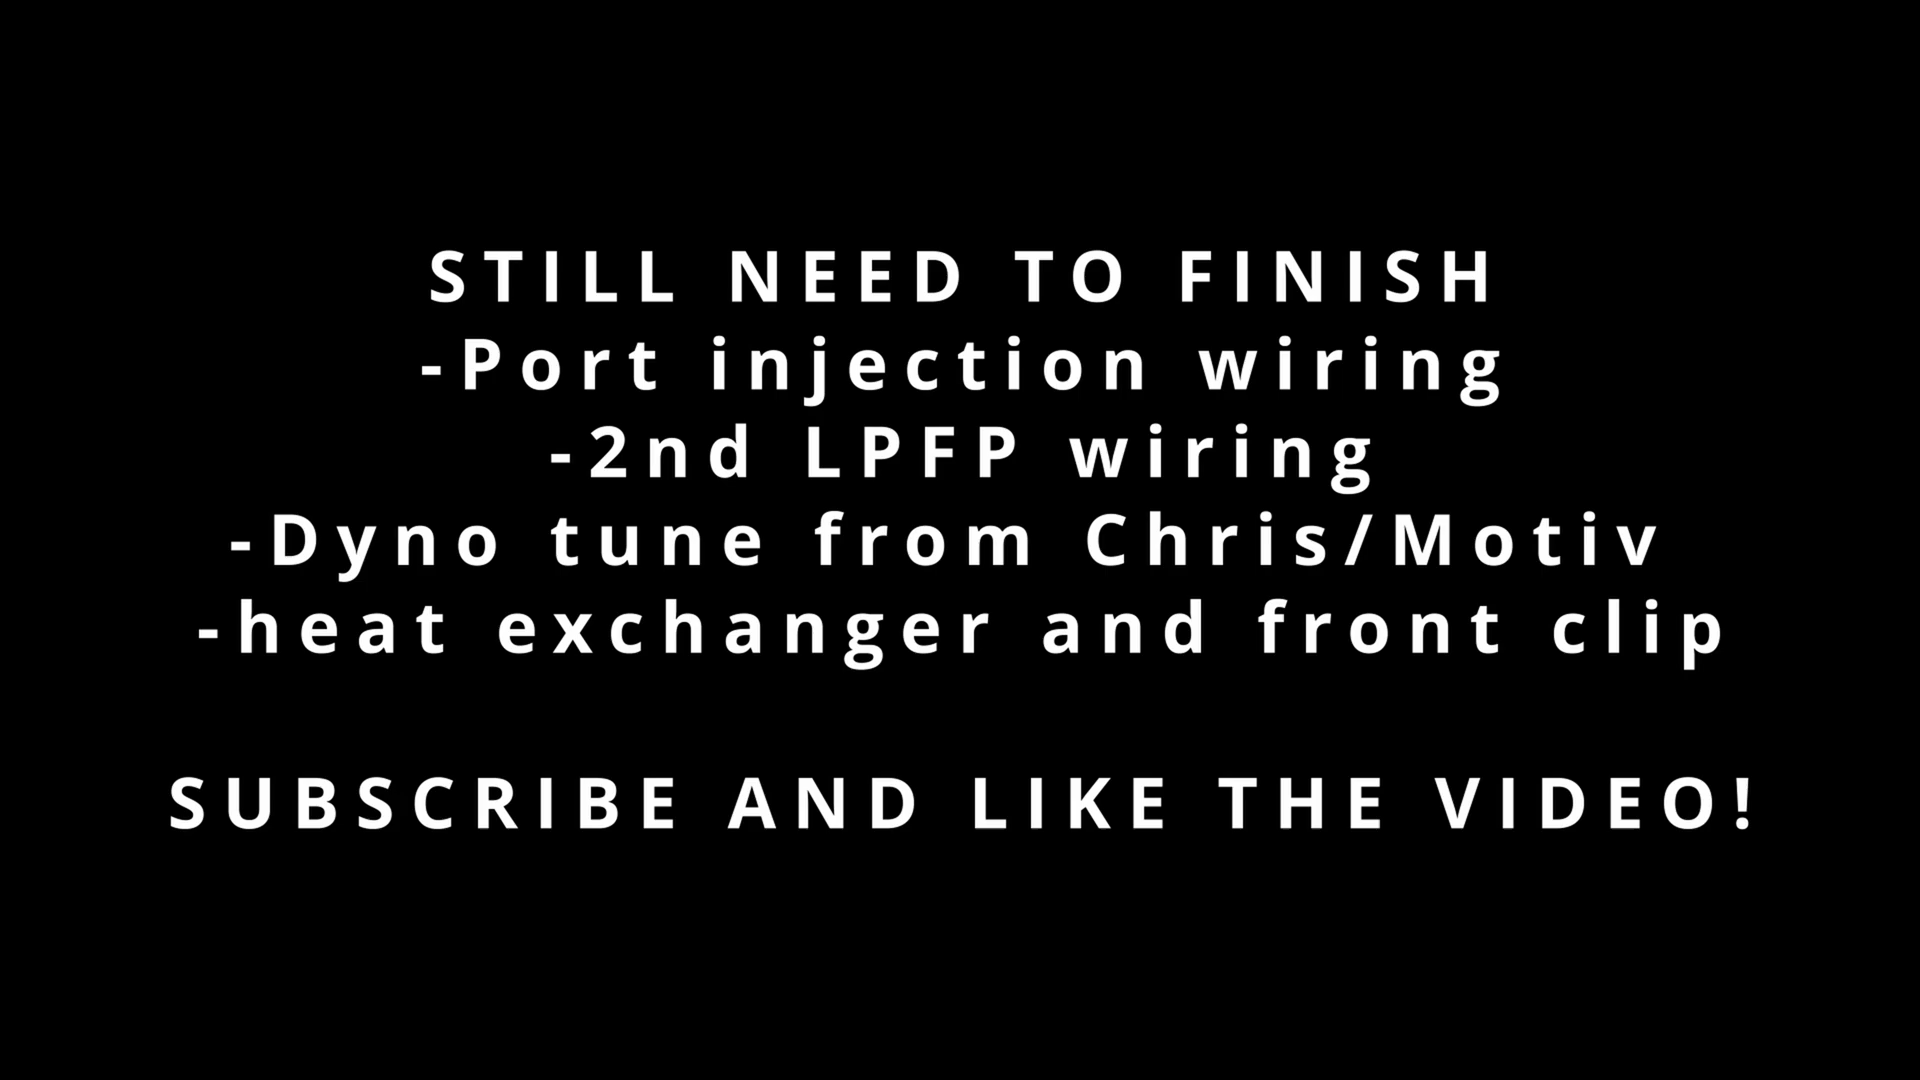 STILL NEED TO FINISH
-Port injection wiring
-2nd LPFP wiring
-Dyno tune from Chris/Motiv
-heat exchanger and front clip
SUBSCRIBE AND LIKE THE VIDEO!